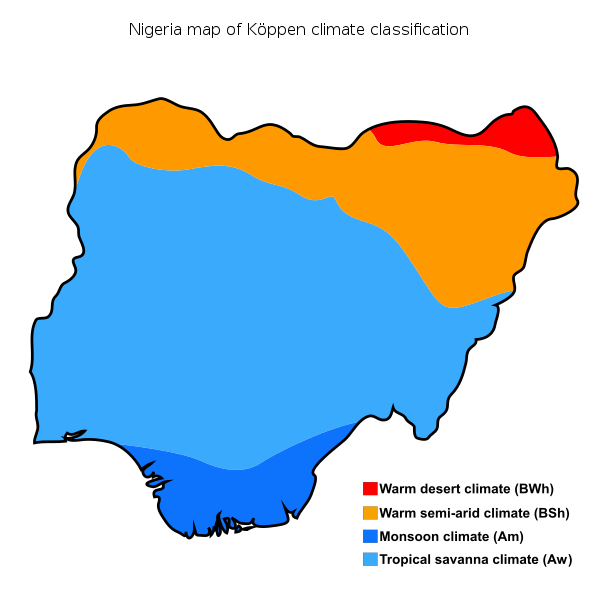 Nigeria map of Köppen climate classification
Warm desert climate (BWh)
Warm semi-arid climate (BSh)
Monsoon climate (Am)
Tropical savanna climate (Aw)